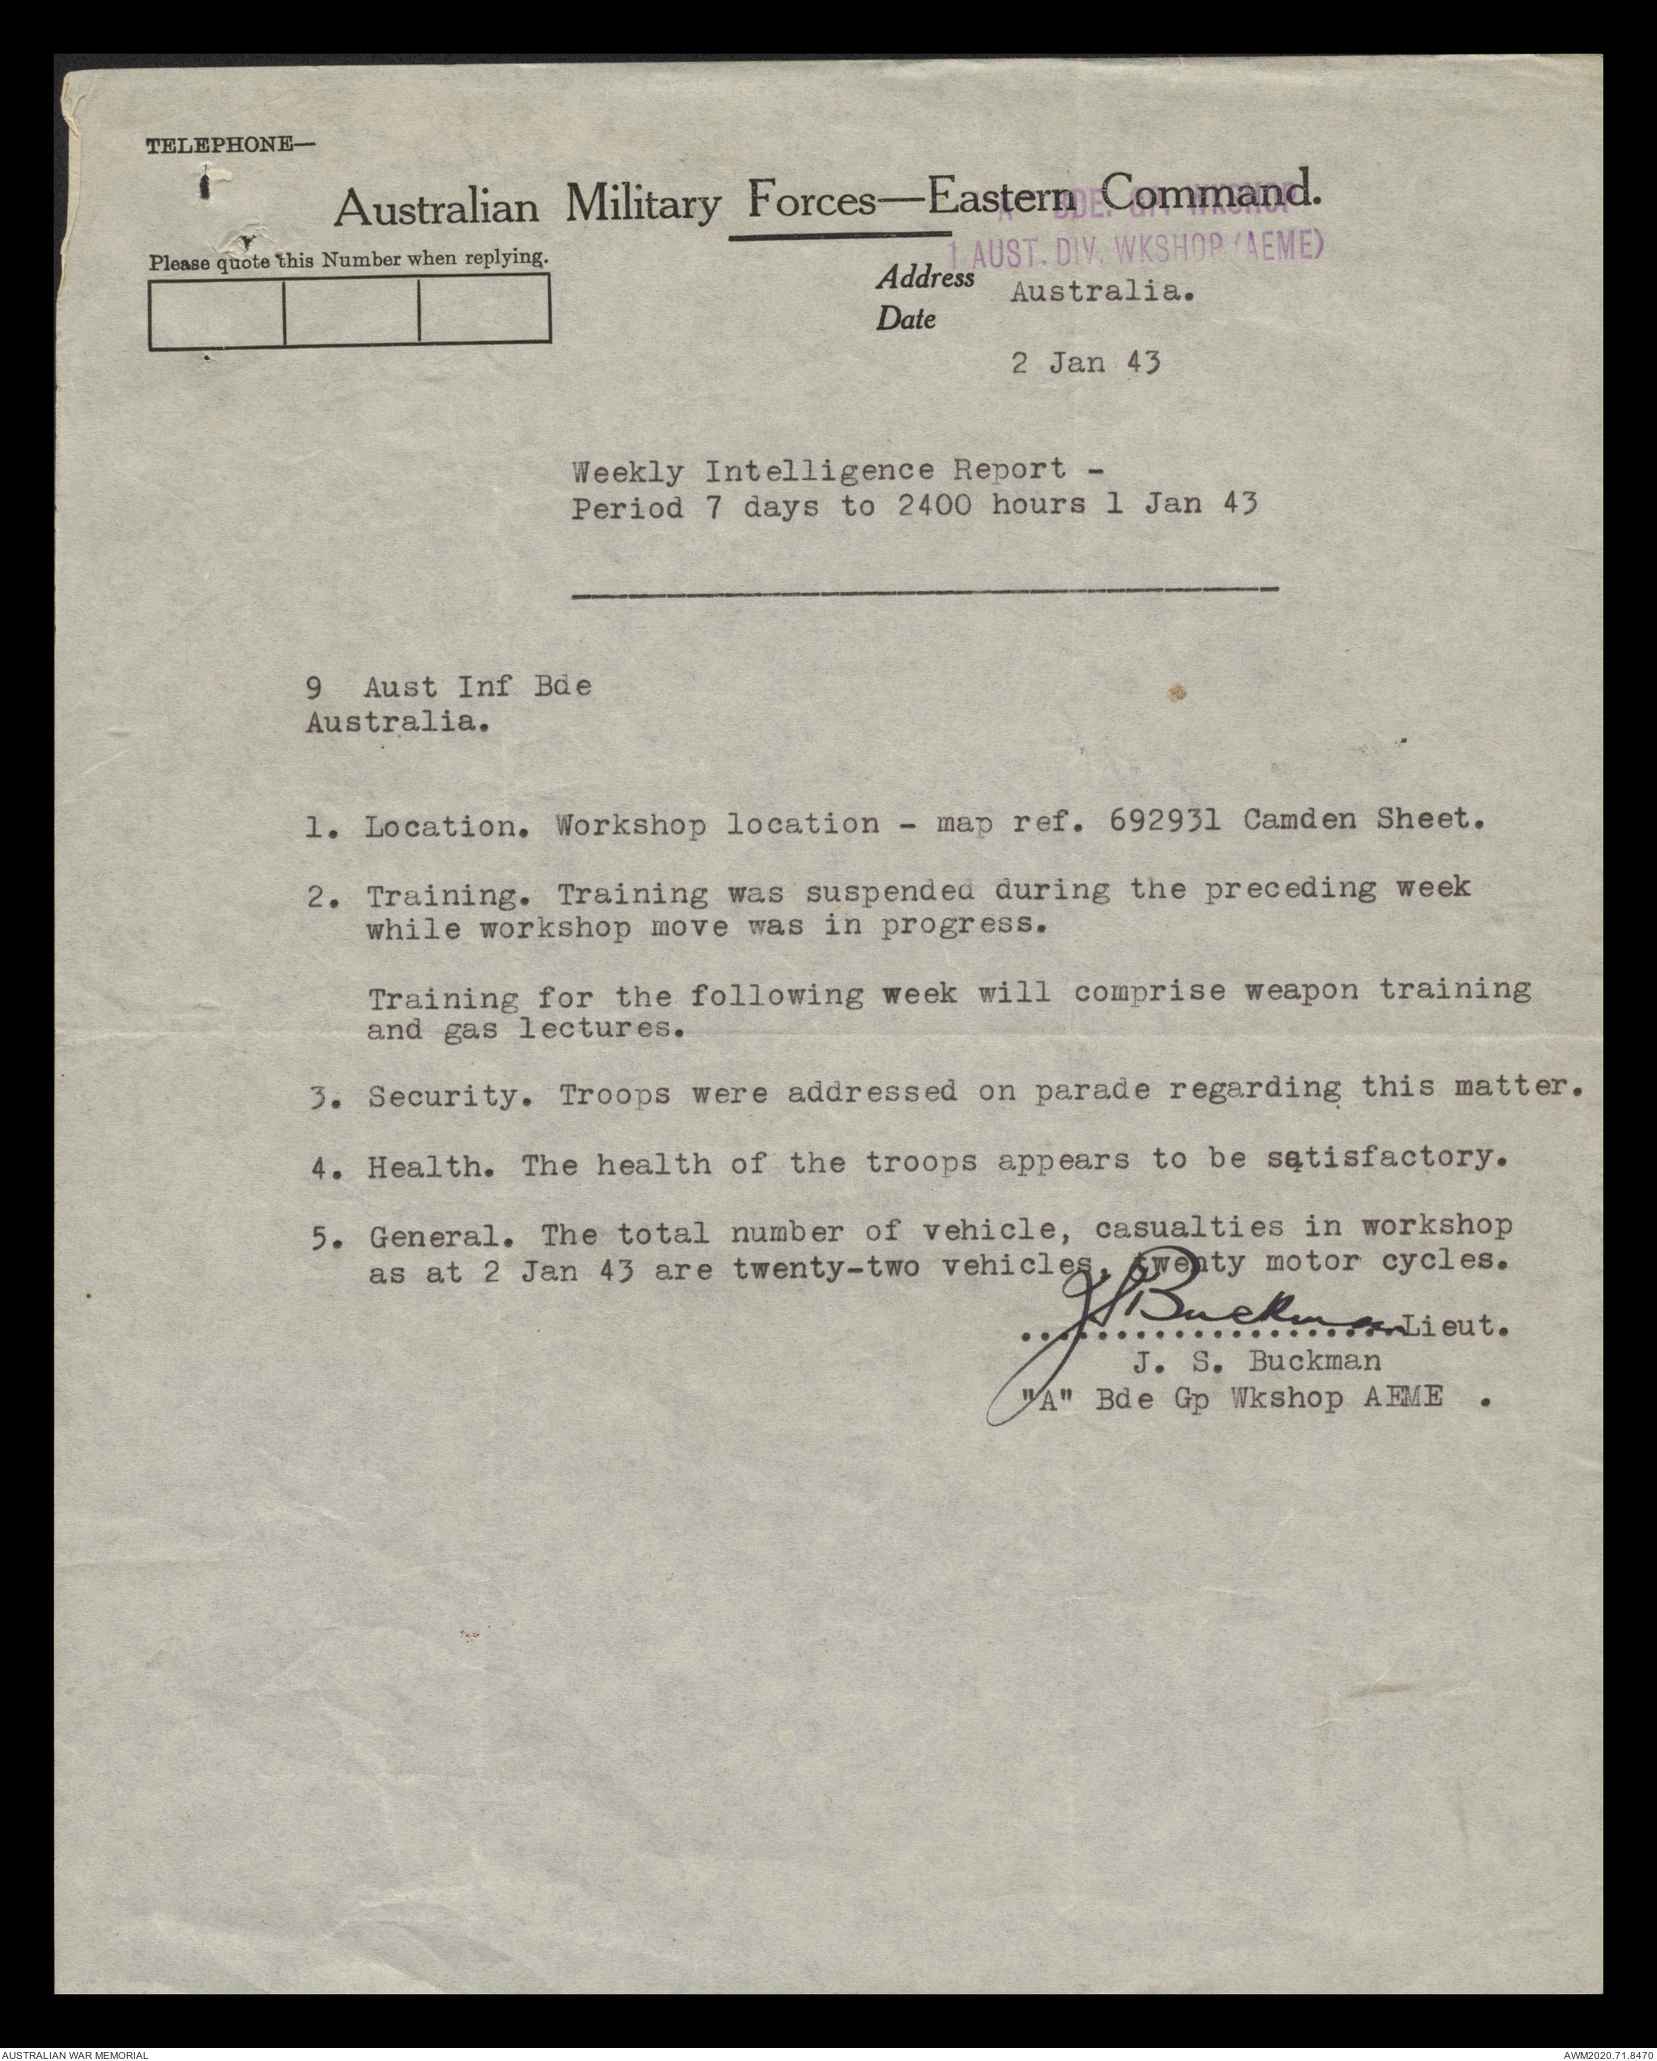 TELEPHONE—
Australian Military Forces—Eastern Command.
BDE. GP. WKSHOP
1 AUST. DIV. WKSHOP (AEME)
Please quote this Number when replying.
Address
Australia.
Date
2 Jan 43
Weekly Intelligence Report -
Period 7 days to 2400 hours 1 Jan 43
9 Aust Inf Bde
Australia.
1. Location. Workshop location - map ref. 692931 Camden Sheet.
2. Training. Training was suspended during the preceding week
while workshop move was in progress.
Training for the following week will comprise weapon training
and gas lectures.
3. Security. Troops were addressed on parade regarding this matter.
4. Health. The health of the troops appears to be satisfactory.
5. General. The total number of vehicle, casualties in workshop
as at 2 Jan 43 are twenty-two vehicles, twenty motor cycles.
JS Buckman
....................Lieut.
J. S. Buckman
"A" Bde Gp Wkshop AEME .
AUSTRALIAN WAR MEMORIAL
AWM2020.71.8470